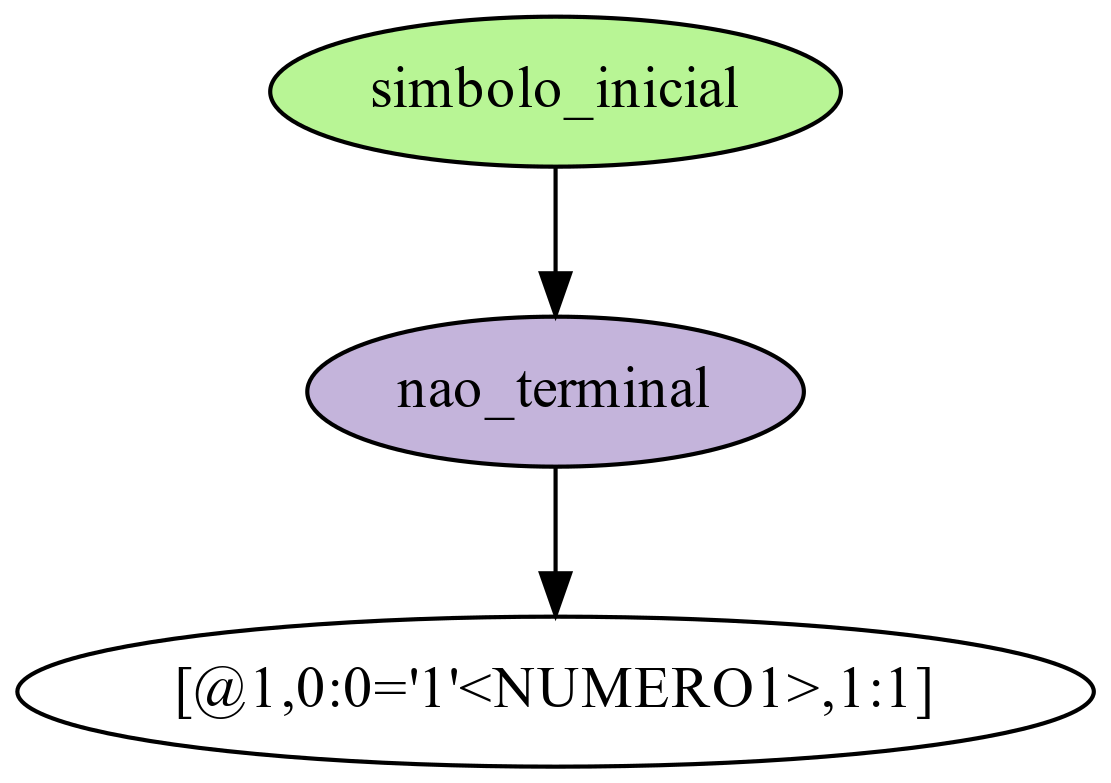 simbolo_inicial
nao_terminal
[@1,0:0='1'<NUMERO1>,1:1]